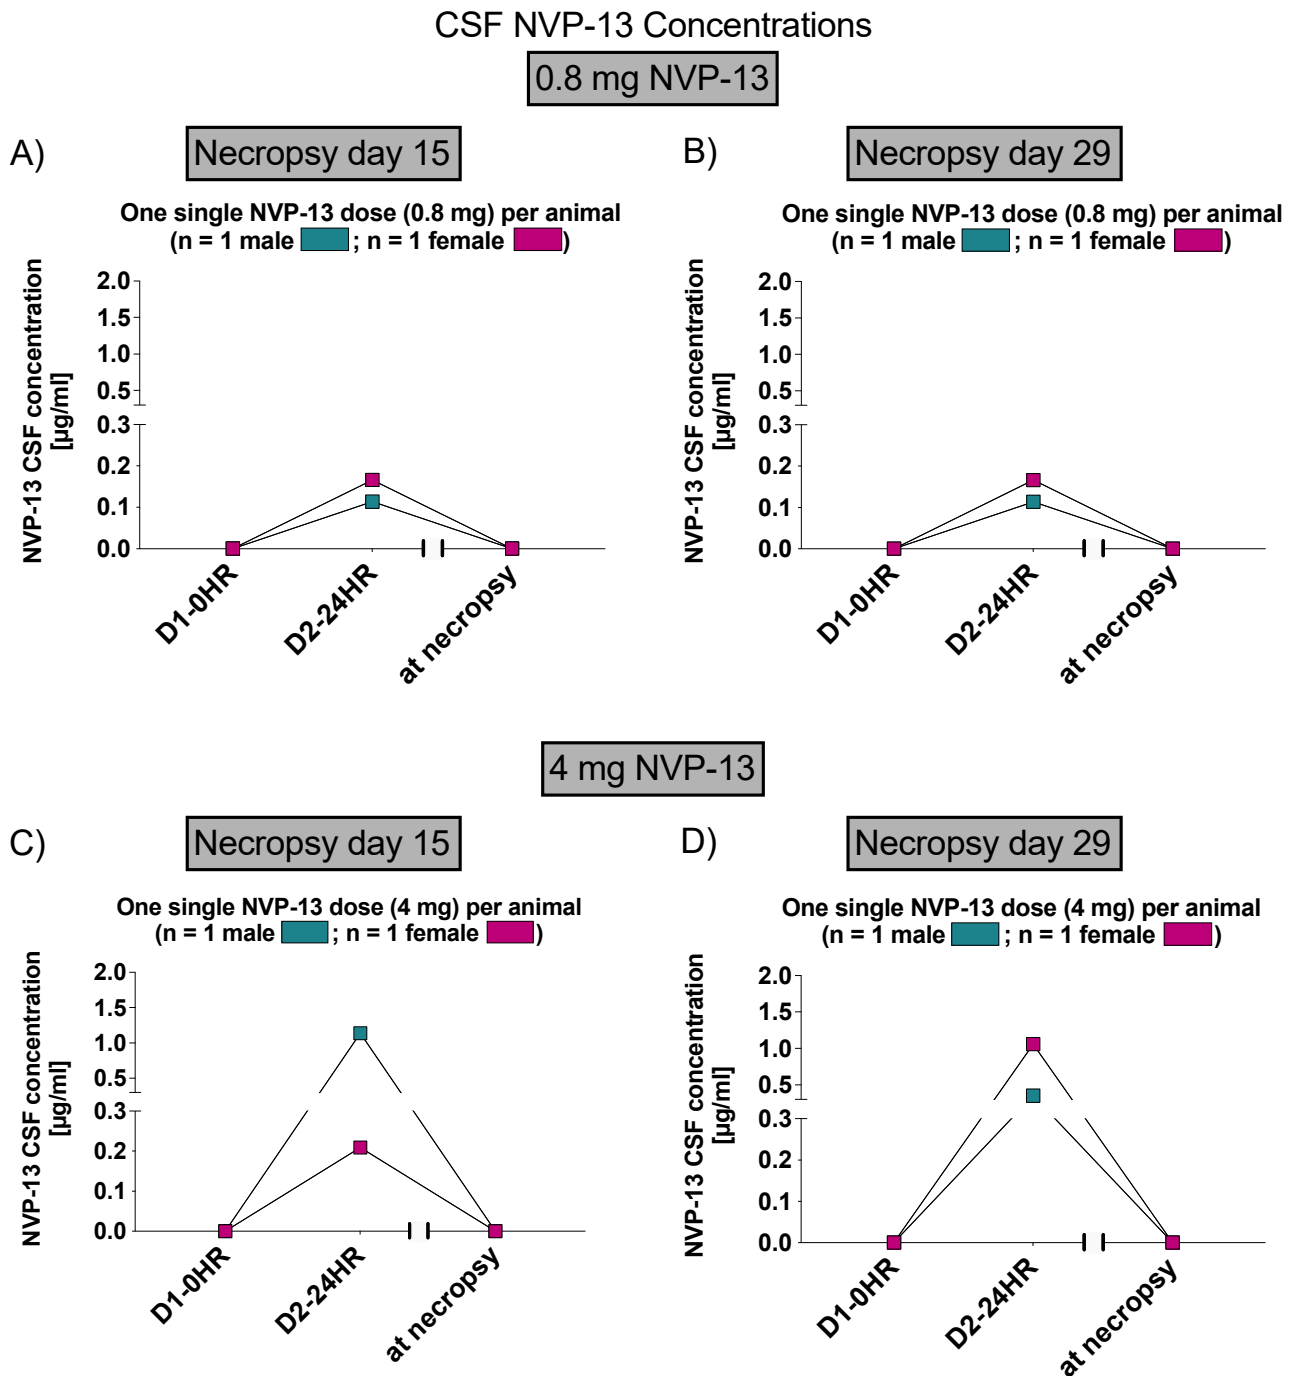 CSF NVP-13 Concentrations
0.8 mg NVP-13
A)
Necropsy day 15
One single NVP-13 dose (0.8 mg) per animal
(n = 1 male ; n = 1 female )
NVP-13 CSF concentration
[µg/ml]
2.0
1.5
1.0
0.5
0.3
0.2
0.1
0.0
D1-0HR
D2-24HR
at necropsy
B)
Necropsy day 29
One single NVP-13 dose (0.8 mg) per animal
(n = 1 male ; n = 1 female )
NVP-13 CSF concentration
[µg/ml]
2.0
1.5
1.0
0.5
0.3
0.2
0.1
0.0
D1-0HR
D2-24HR
at necropsy
4 mg NVP-13
C)
Necropsy day 15
One single NVP-13 dose (4 mg) per animal
(n = 1 male ; n = 1 female )
NVP-13 CSF concentration
[µg/ml]
2.0
1.5
1.0
0.5
0.3
0.2
0.1
0.0
D1-0HR
D2-24HR
at necropsy
D)
Necropsy day 29
One single NVP-13 dose (4 mg) per animal
(n = 1 male ; n = 1 female )
NVP-13 CSF concentration
[µg/ml]
2.0
1.5
1.0
0.5
0.3
0.2
0.1
0.0
D1-0HR
D2-24HR
at necropsy